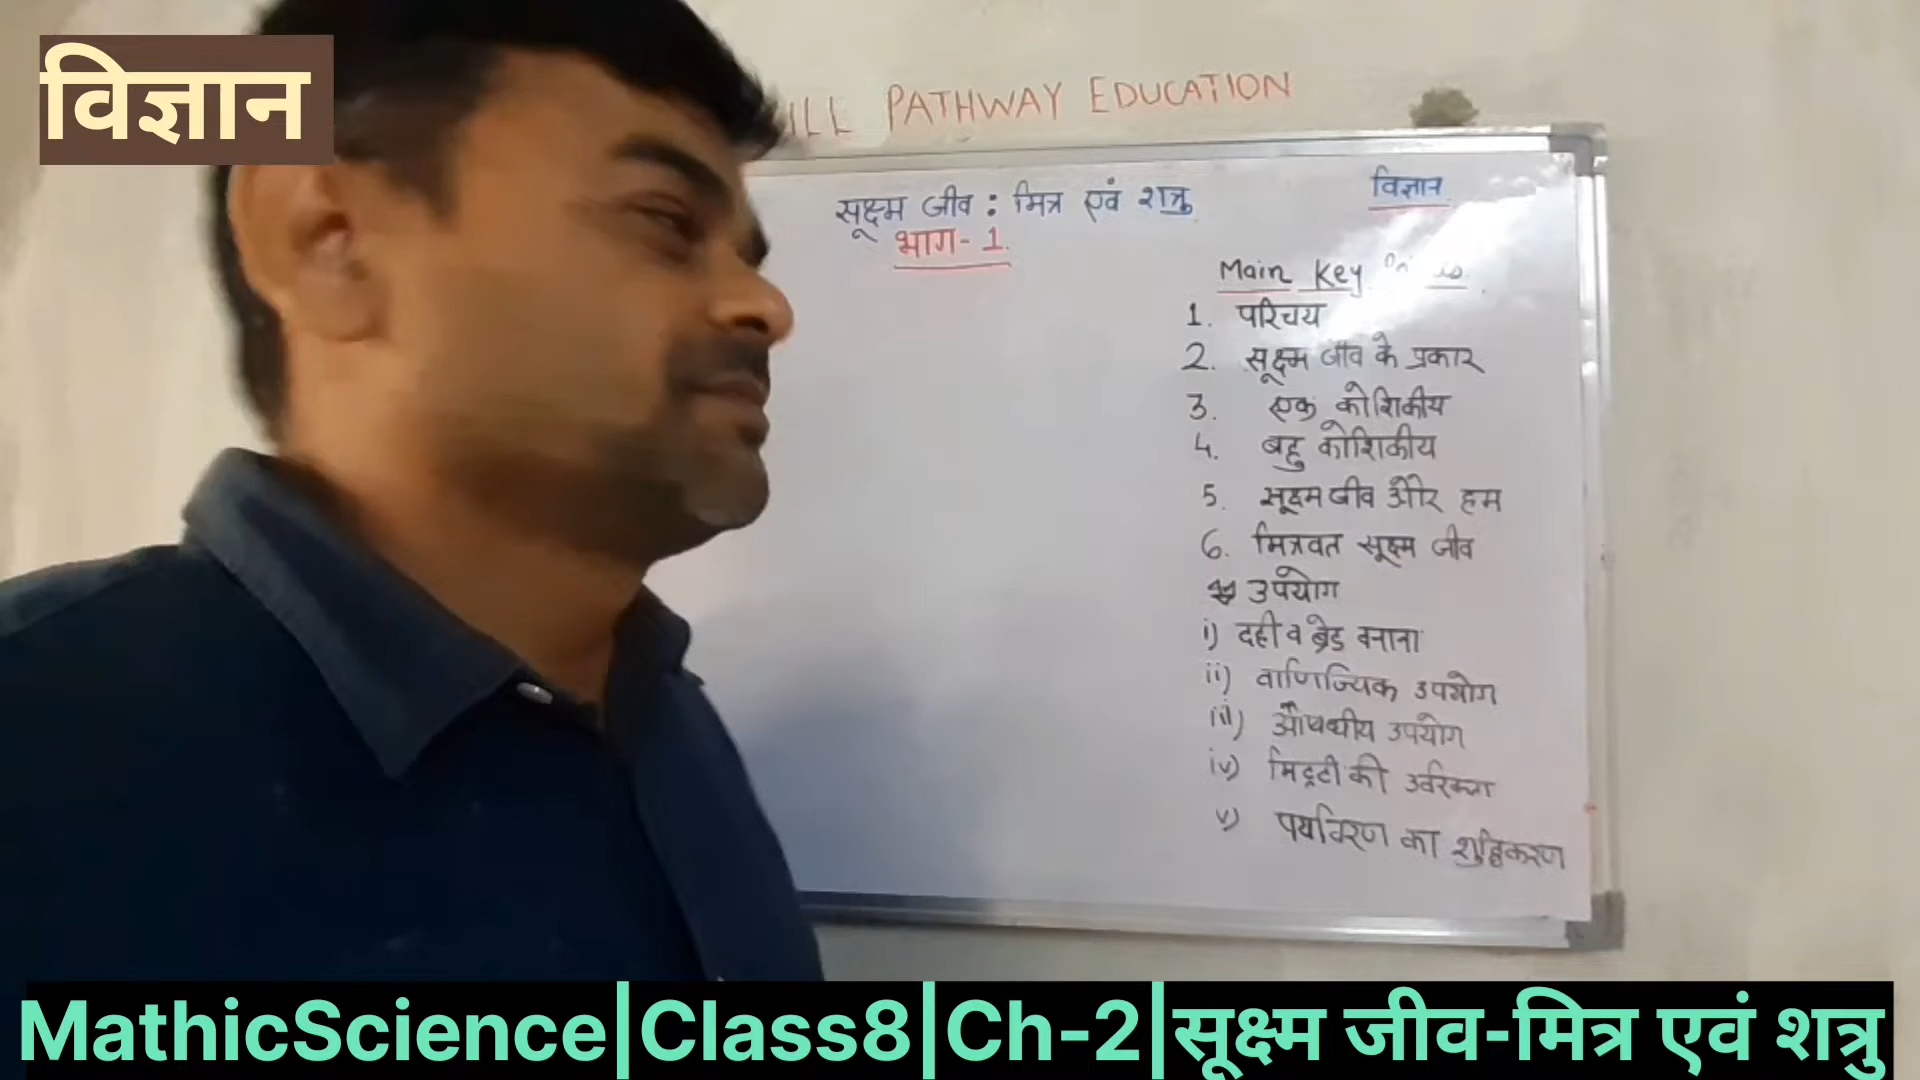 विज्ञान
PATHWAY EDUCATION
सूक्ष्म जीव : मित्र एवं शत्रु
विज्ञान
भाग- 1.
Main Key
1. परिचय
2. सूक्ष्म जीव के प्रकार
3. एक कोशिकीय
4. बहु कोशिकीय
5. सूक्ष्म जीव और हम
6. मित्रवत सूक्ष्म जीव
उपयोग
i) दही व ब्रेड बनाना
ii) वाणिज्यिक उपयोग
iii) औषधीय उपयोग
iv) मिट्टी की उर्वरकता
v) पर्यावरण का शुद्धिकरण
MathicScience|Class8|Ch-2|सूक्ष्म जीव-मित्र एवं शत्रु